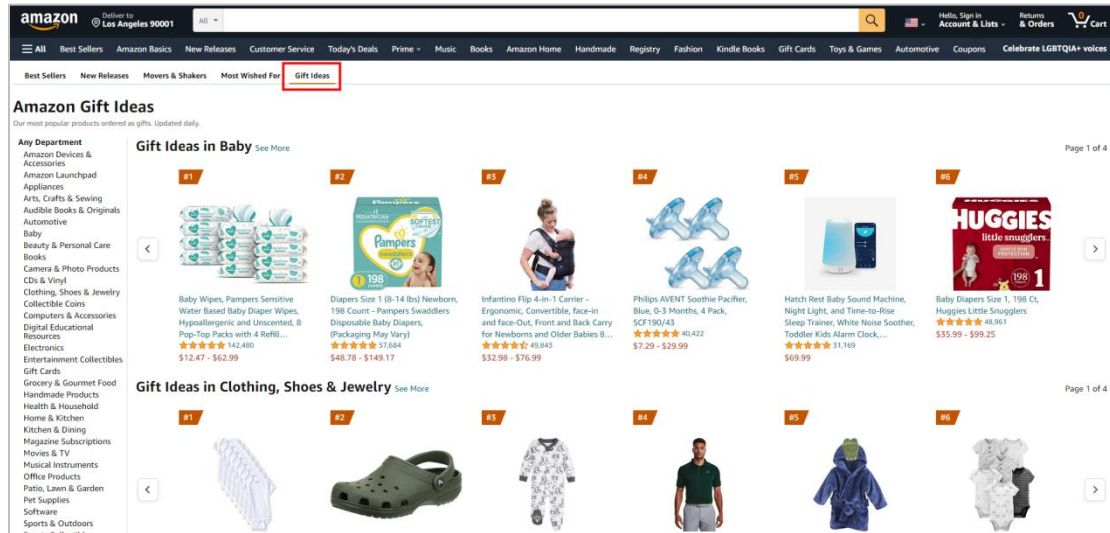 amazon
Deliver to
Los Angeles 90001
All
Hello, Sign in
Account & Lists
Returns
& Orders
0
Cart
All Best Sellers Amazon Basics New Releases Customer Service Today's Deals Prime Music Books Amazon Home Handmade Registry Fashion Kindle Books Gift Cards Toys & Games Automotive Coupons Celebrate LGBTQIA+ voices
Best Sellers New Releases Movers & Shakers Most Wished For Gift Ideas
Amazon Gift Ideas
Our most popular products ordered as gifts. Updated daily.
Any Department
Amazon Devices &
Accessories
Amazon Launchpad
Appliances
Arts, Crafts & Sewing
Audible Books & Originals
Automotive
Baby
Beauty & Personal Care
Books
Camera & Photo Products
CDs & Vinyl
Clothing, Shoes & Jewelry
Collectible Coins
Computers & Accessories
Digital Educational
Resources
Electronics
Entertainment Collectibles
Gift Cards
Grocery & Gourmet Food
Handmade Products
Health & Household
Home & Kitchen
Kitchen & Dining
Magazine Subscriptions
Movies & TV
Musical Instruments
Office Products
Patio, Lawn & Garden
Pet Supplies
Software
Sports & Outdoors
Gift Ideas in Baby See More
Page 1 of 4
#1
Baby Wipes, Pampers Sensitive
Water Based Baby Diaper Wipes,
Hypoallergenic and Unscented, 8
Pop-Top Packs with 4 Refill...
142,480
$12.47 - $62.99
#2
Pampers
SOFTEST
Pampers
swaddlers
1 198
Diapers Size 1 (8-14 lbs) Newborn,
198 Count - Pampers Swaddlers
Disposable Baby Diapers,
(Packaging May Vary)
57,684
$48.78 - $149.17
#3
Infantino Flip 4-in-1 Carrier -
Ergonomic, Convertible, face-in
and face-Out, Front and Back Carry
for Newborns and Older Babies 8...
49,843
$32.98 - $76.99
#4
Philips AVENT Soothie Pacifier,
Blue, 0-3 Months, 4 Pack,
SCF190/43
40,422
$7.29 - $29.99
#5
Hatch Rest Baby Sound Machine,
Night Light, and Time-to-Rise
Sleep Trainer, White Noise Soother,
Toddler Kids Alarm Clock,...
31,169
$69.99
#6
HUGGIES
HUGGIES
little snugglers.
198 1
Baby Diapers Size 1, 198 Ct,
Huggies Little Snugglers
48,961
$35.99 - $99.25
Gift Ideas in Clothing, Shoes & Jewelry See More
Page 1 of 4
#1
#2
#3
#4
#5
#6